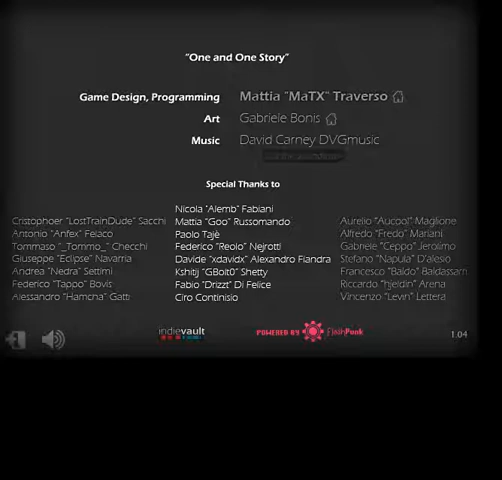 "One and One Story"
Game Design, Programming Mattia "MaTX" Traverso
Art Gabriele Bonis
Music David Carney DVGmusic
Special Thanks to
Nicola "Alemb" Fabiani
Cristophoer "LostTrainDude" Sacchi Mattia "Goo" Russomando Aurelio "Aucool" Maglione
Antonio "Anfex" Feiaco Paolo Tajè Alfredo "Fredo" Mariani
Tommaso "_Tommo_" Checchi Federico "Reolo" Nejrotti Gabriele "Ceppo" Jerolimo
Giuseppe "Eclipse" Navarria Davide "xdavidx" Alexandro Fiandra Stefano "Napula" D'alesio
Andrea "Nedra" Settimi Kshitj "GBoit0" Shetty Francesco "Baldo" Baldassarri
Federico "Tappo" Bovis Fabio "Drizzt" Di Felice Riccardo "hjeldin" Arena
Alessandro "Hamcha" Gatti Ciro Continisio Vincenzo "Levin" Lettera
indievault POWERED BY FlashPunk 1.04